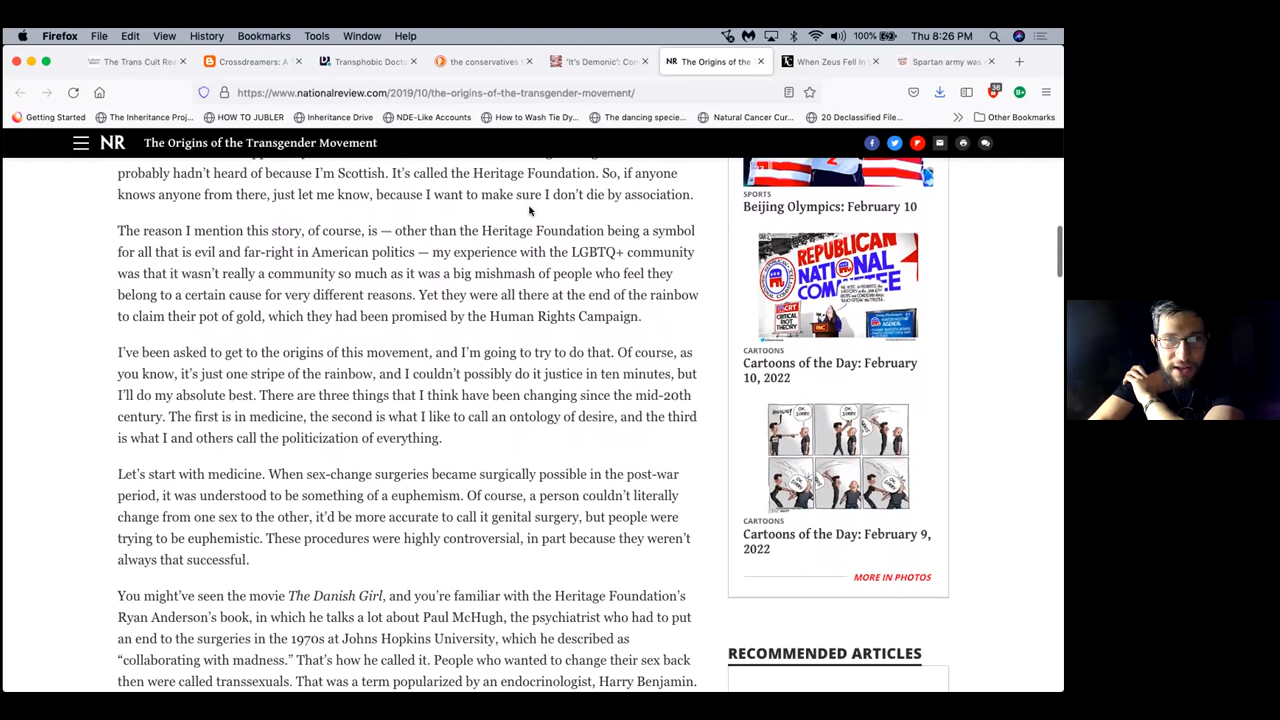 Firefox File Edit View History Bookmarks Tools Window Help 100% Thu 8:26 PM
The Trans Cult Rea Crossdreamers: A T Transphobic Docto the conservatives f 'It's Demonic': Con NR The Origins of the When Zeus Fell In L Spartan army was
https://www.nationalreview.com/2019/10/the-origins-of-the-transgender-movement/ 36
Getting Started The Inheritance Proj... HOW TO JUBLER Inheritance Drive NDE-Like Accounts How to Wash Tie Dy... The dancing specie... Natural Cancer Cur... 20 Declassified File... Other Bookmarks
NR The Origins of the Transgender Movement
probably hadn't heard of because I'm Scottish. It's called the Heritage Foundation. So, if anyone
knows anyone from there, just let me know, because I want to make sure I don't die by association.
The reason I mention this story, of course, is — other than the Heritage Foundation being a symbol
for all that is evil and far-right in American politics — my experience with the LGBTQ+ community
was that it wasn't really a community so much as it was a big mishmash of people who feel they
belong to a certain cause for very different reasons. Yet they were all there at the end of the rainbow
to claim their pot of gold, which they had been promised by the Human Rights Campaign.
I've been asked to get to the origins of this movement, and I'm going to try to do that. Of course, as
you know, it's just one stripe of the rainbow, and I couldn't possibly do it justice in ten minutes, but
I'll do my absolute best. There are three things that I think have been changing since the mid-20th
century. The first is in medicine, the second is what I like to call an ontology of desire, and the third
is what I and others call the politicization of everything.
Let's start with medicine. When sex-change surgeries became surgically possible in the post-war
period, it was understood to be something of a euphemism. Of course, a person couldn't literally
change from one sex to the other, it'd be more accurate to call it genital surgery, but people were
trying to be euphemistic. These procedures were highly controversial, in part because they weren't
always that successful.
You might've seen the movie The Danish Girl, and you're familiar with the Heritage Foundation's
Ryan Anderson's book, in which he talks a lot about Paul McHugh, the psychiatrist who had to put
an end to the surgeries in the 1970s at Johns Hopkins University, which he described as
“collaborating with madness.” That's how he called it. People who wanted to change their sex back
then were called transsexuals. That was a term popularized by an endocrinologist, Harry Benjamin.
SPORTS
Beijing Olympics: February 10
REPUBLICAN
NATIONAL
COMMITTEE
CRITICAL
RIOT
THEORY
CARTOONS
Cartoons of the Day: February
10, 2022
OK,
SORRY
CARTOONS
Cartoons of the Day: February 9,
2022
MORE IN PHOTOS
RECOMMENDED ARTICLES